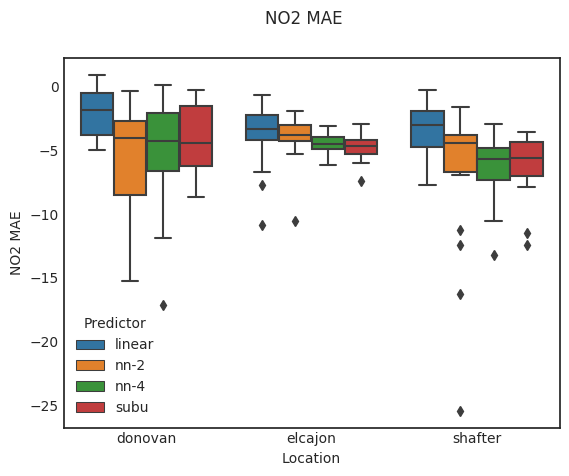 NO2 MAE
NO2 MAE
0
−5
−10
−15
−20
−25
Predictor
linear
nn-2
nn-4
subu
donovan elcajon shafter
Location